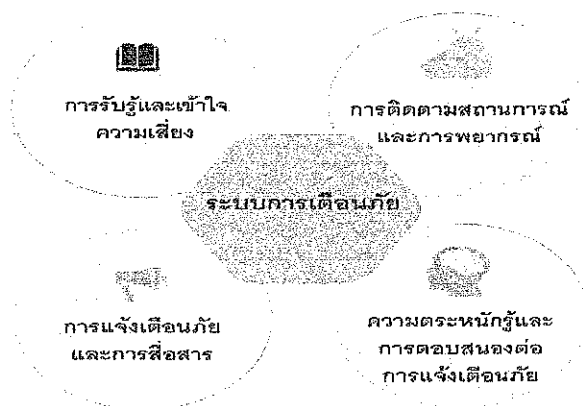 การรับรู้และเข้าใจ
ความเสี่ยง
การติดตามสถานการณ์
และการพยากรณ์
ระบบการเตือนภัย
การแจ้งเตือนภัย
และการสื่อสาร
ความตระหนักรู้และ
การตอบสนองต่อ
การแจ้งเตือนภัย